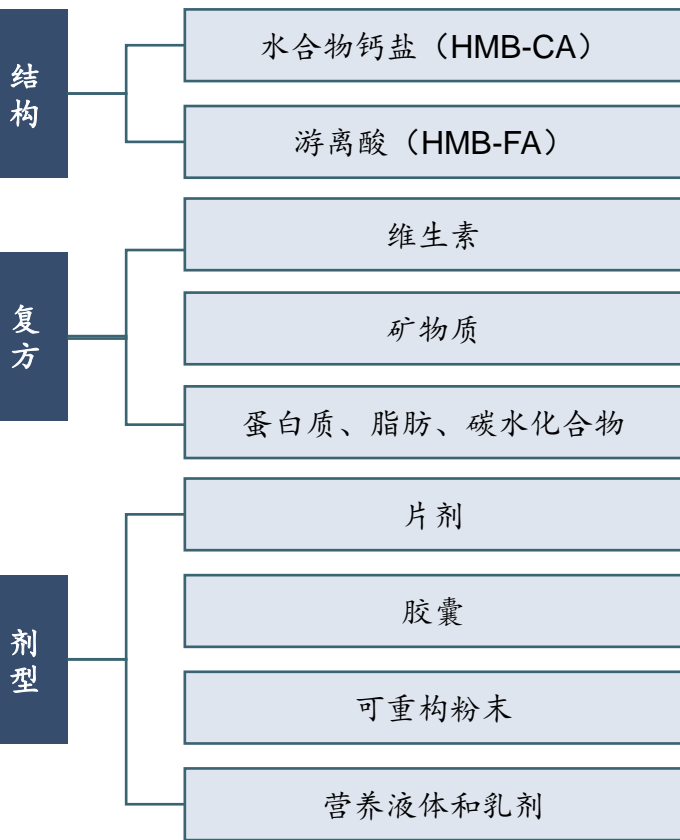 结构
水合物钙盐（HMB-CA）
游离酸（HMB-FA）
复方
维生素
矿物质
蛋白质、脂肪、碳水化合物
剂型
片剂
胶囊
可重构粉末
营养液体和乳剂